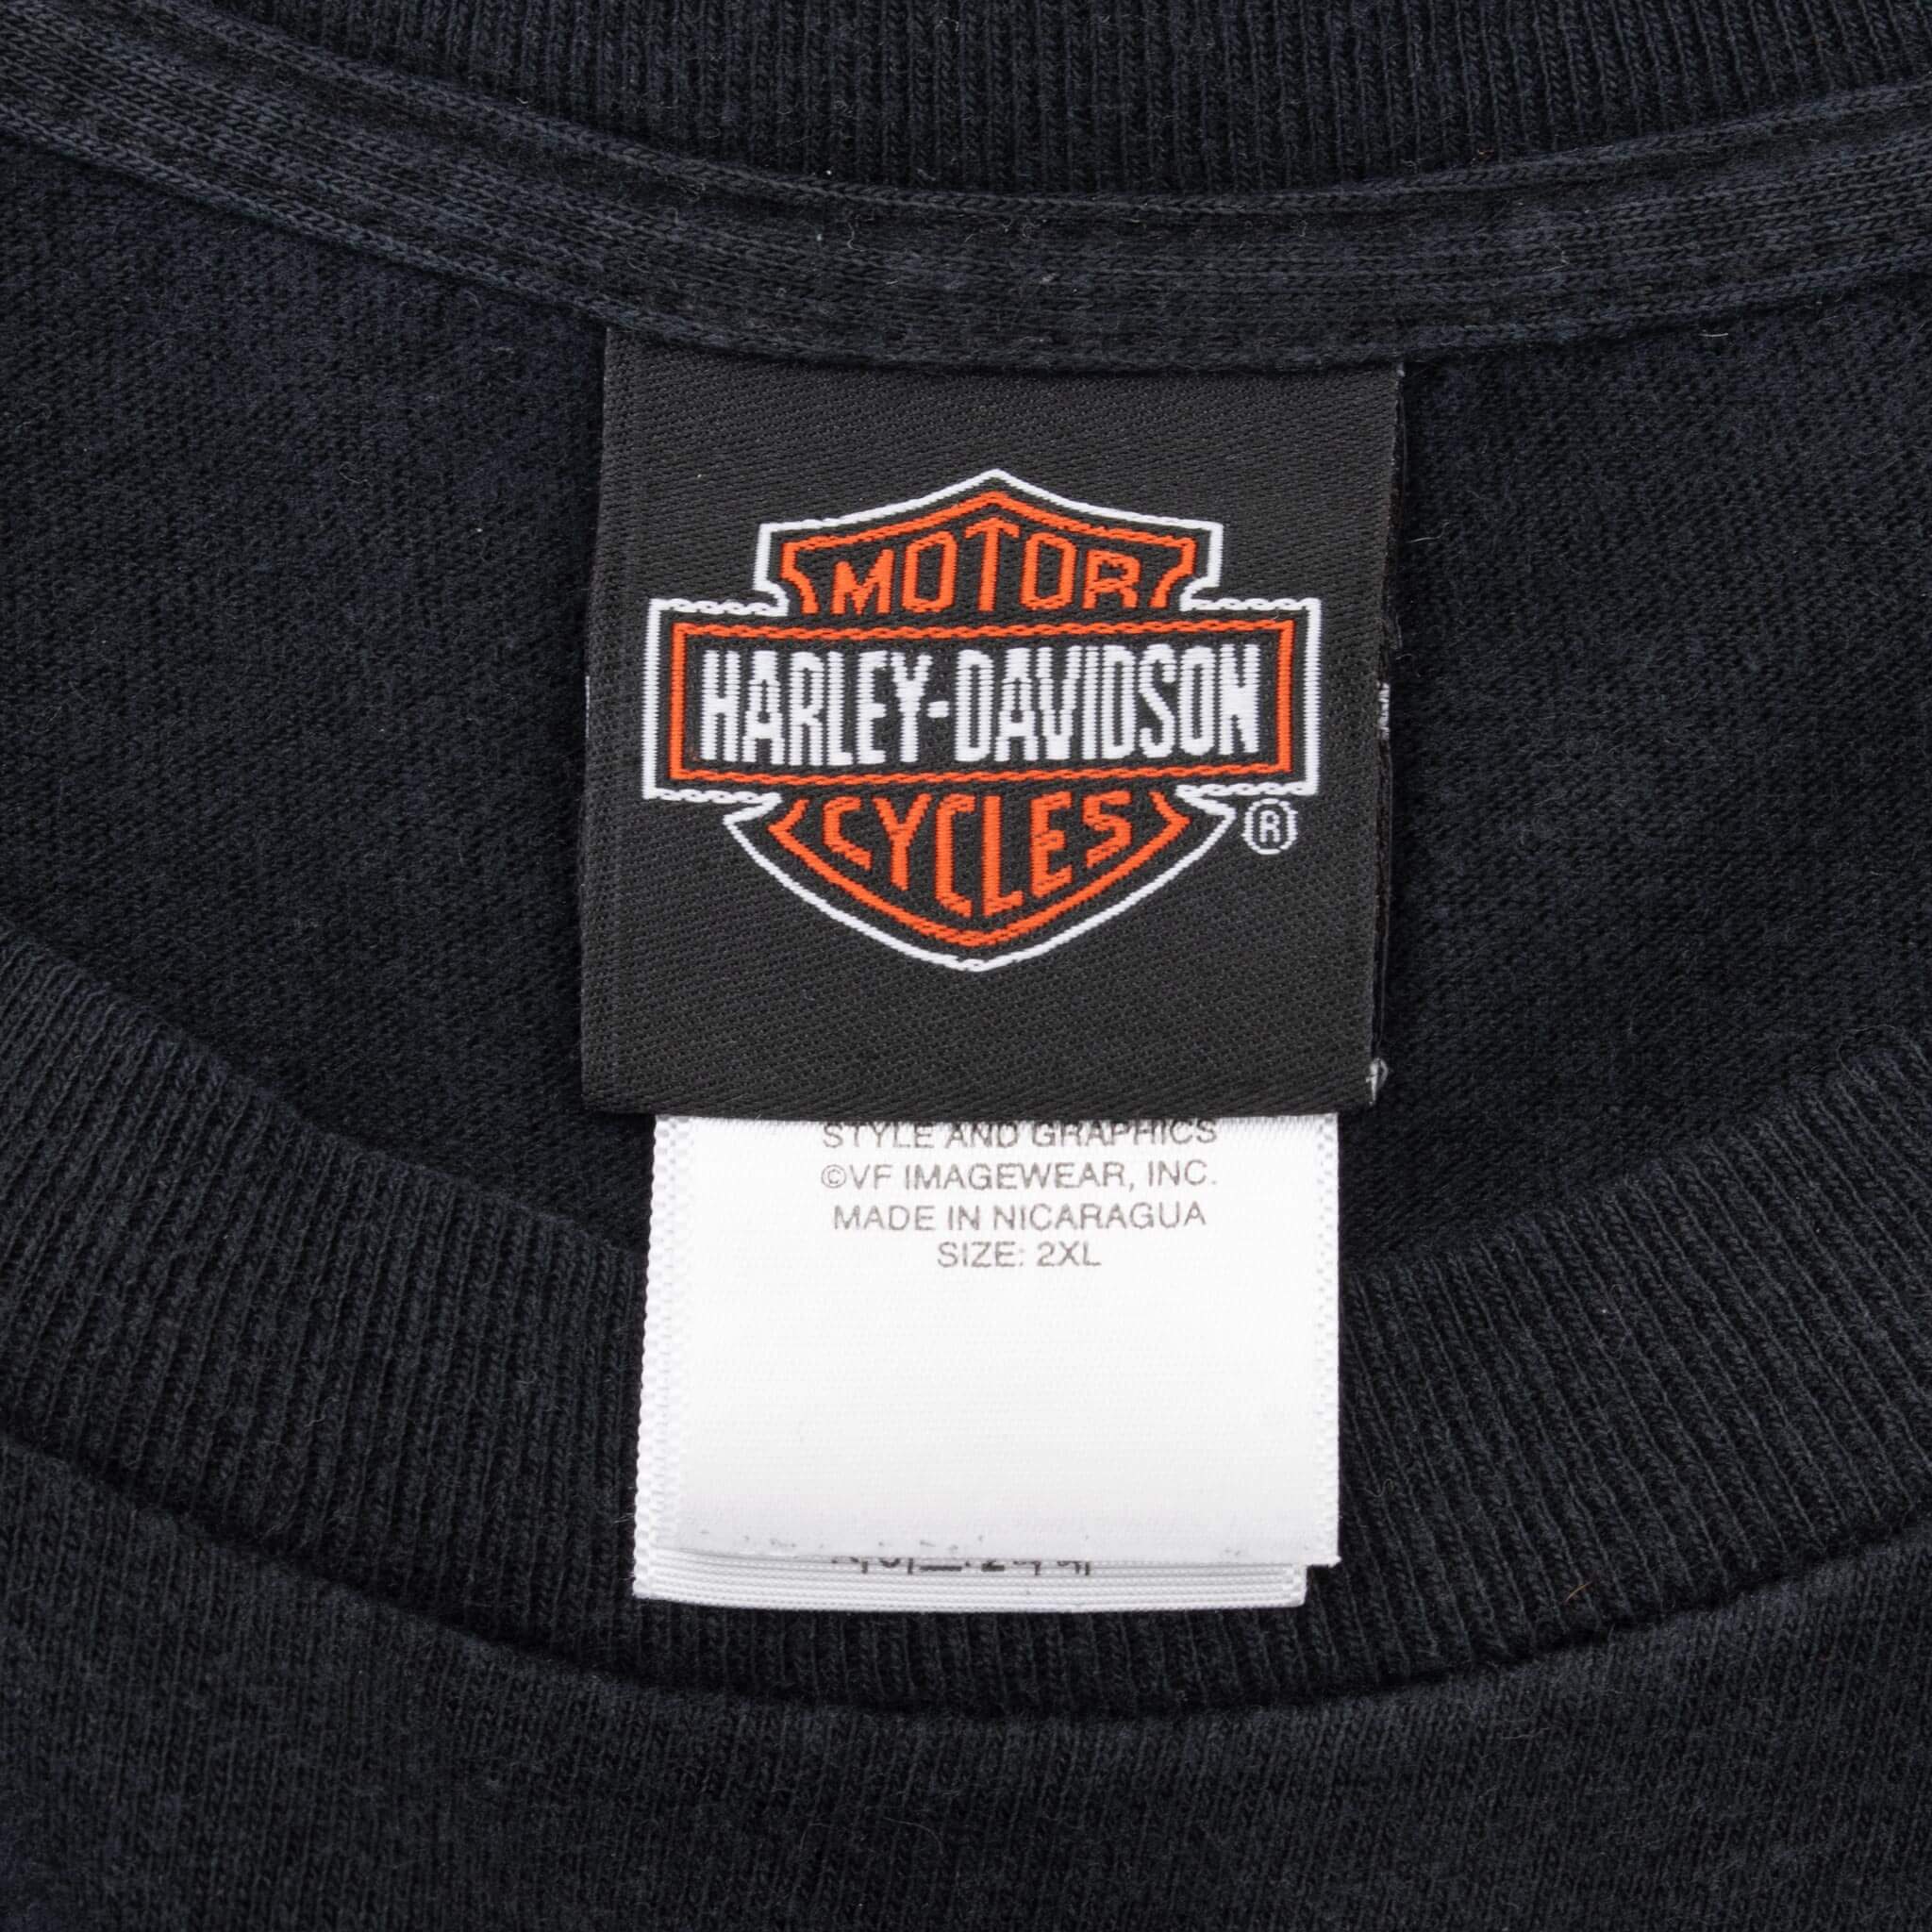 MOTOR
HARLEY-DAVIDSON
CYCLES
®
STYLE AND GRAPHICS
©VF IMAGEWEAR, INC.
MADE IN NICARAGUA
SIZE: 2XL